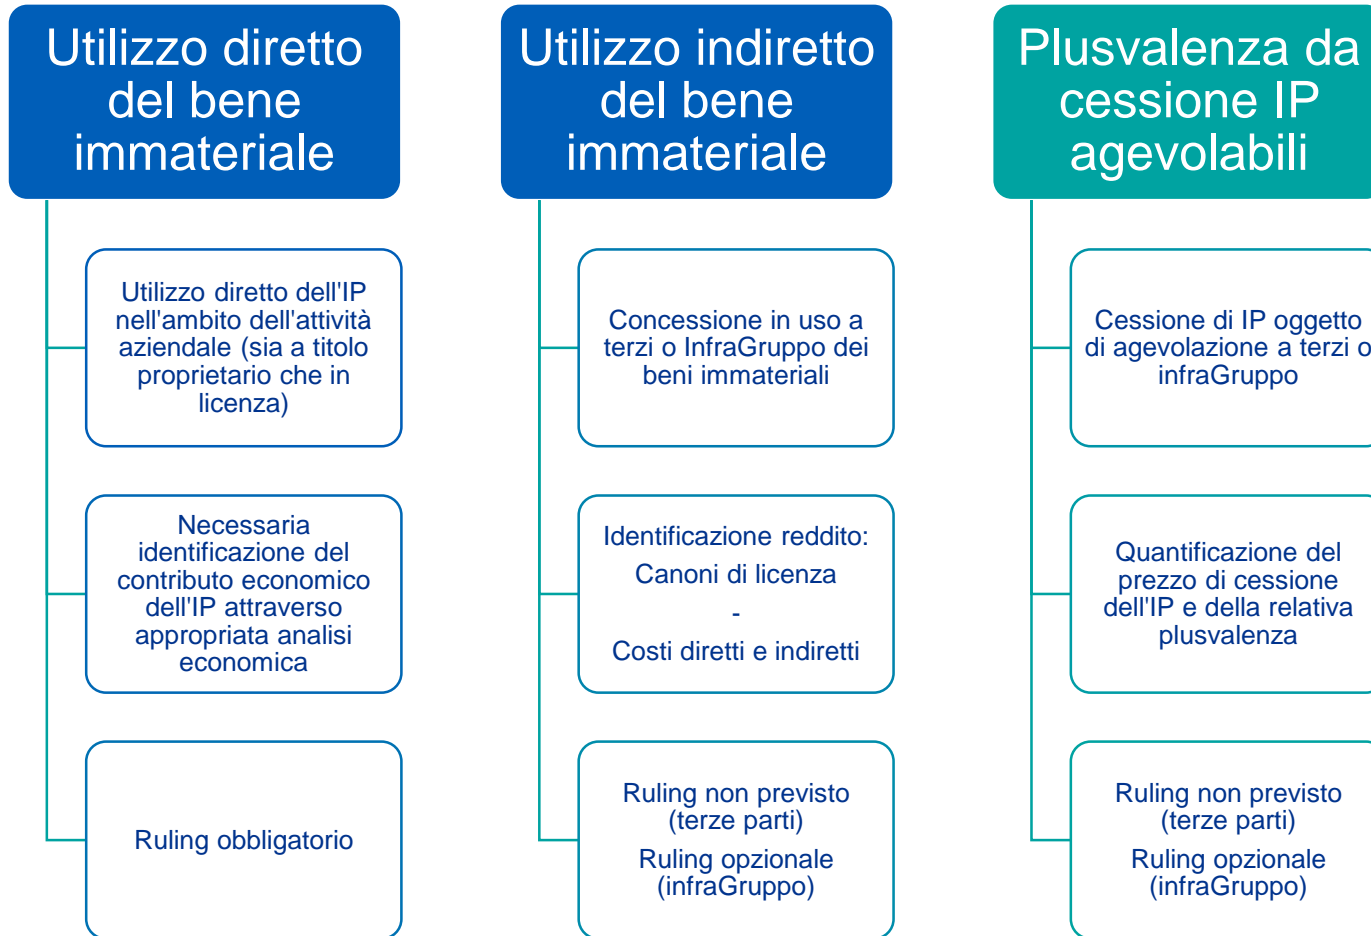 Utilizzo diretto
del bene
immateriale
Utilizzo diretto dell'IP
nell'ambito dell'attività
aziendale (sia a titolo
proprietario che in
licenza)
Necessaria
identificazione del
contributo economico
dell'IP attraverso
appropriata analisi
economica
Ruling obbligatorio
Utilizzo indiretto
del bene
immateriale
Concessione in uso a
terzi o InfraGruppo dei
beni immateriali
Identificazione reddito:
Canoni di licenza
-
Costi diretti e indiretti
Ruling non previsto
(terze parti)
Ruling opzionale
(infraGruppo)
Plusvalenza da
cessione IP
agevolabili
Cessione di IP oggetto
di agevolazione a terzi o
infraGruppo
Quantificazione del
prezzo di cessione
dell'IP e della relativa
plusvalenza
Ruling non previsto
(terze parti)
Ruling opzionale
(infraGruppo)